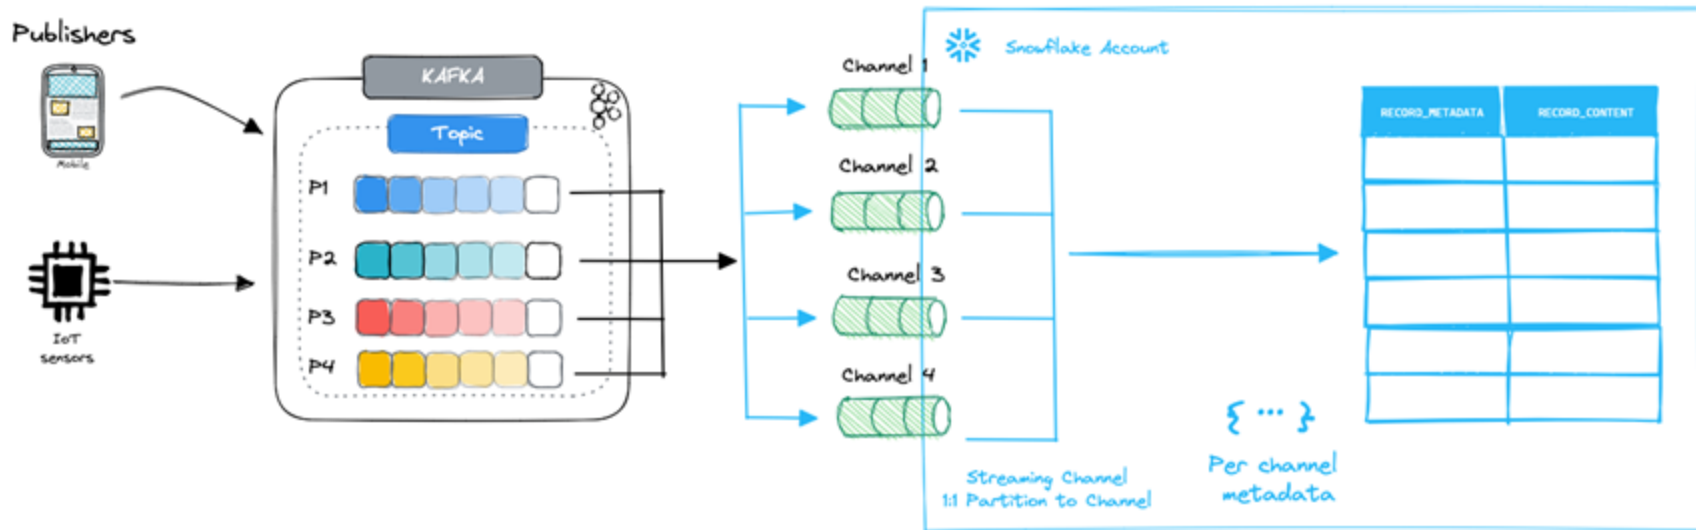 Publishers
Mobile
IoT
sensors
KAFKA
Topic
P1
P2
P3
P4
Channel 1
Channel 2
Channel 3
Channel 4
Snowflake Account
Streaming Channel
1:1 Partition to Channel
{ ... }
Per channel
metadata
RECORD_METADATA
RECORD_CONTENT